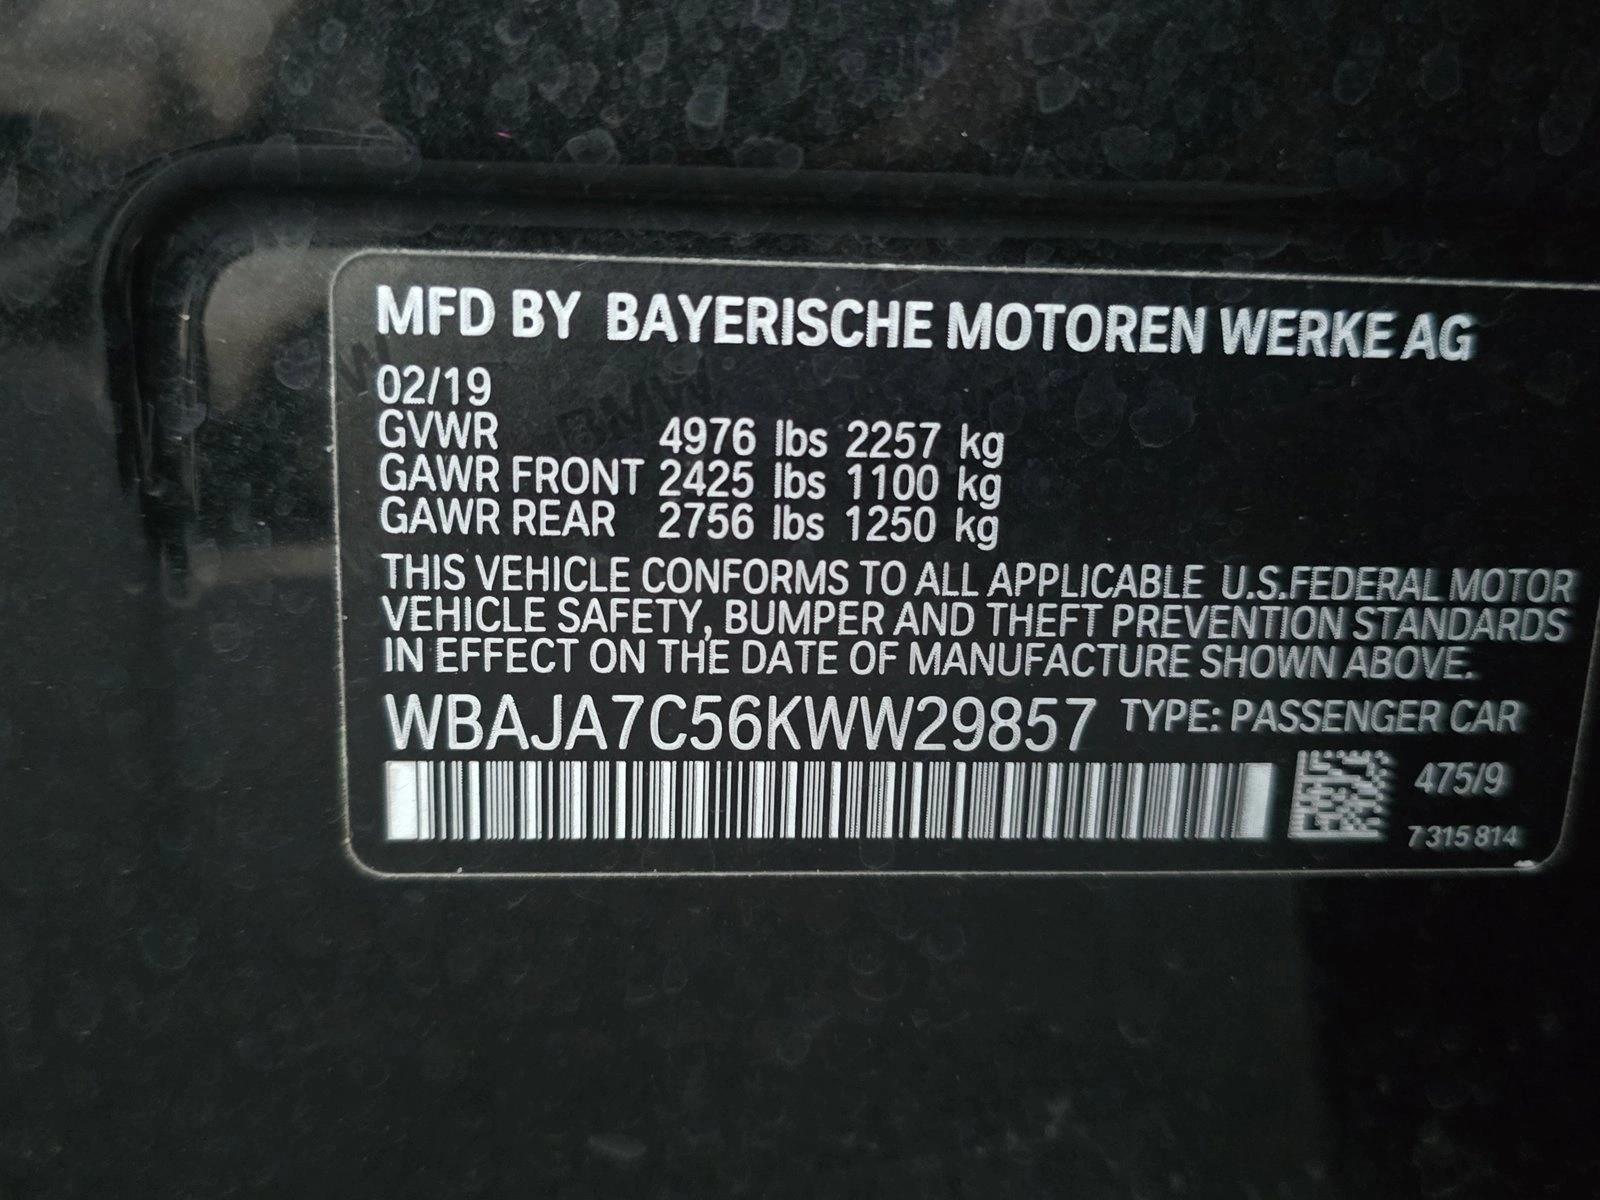 MFD BY BAYERISCHE MOTOREN WERKE AG
02/19
GVWR 4976 lbs 2257 kg
GAWR FRONT 2425 lbs 1100 kg
GAWR REAR 2756 lbs 1250 kg
THIS VEHICLE CONFORMS TO ALL APPLICABLE U.S.FEDERAL MOTOR
VEHICLE SAFETY, BUMPER AND THEFT PREVENTION STANDARDS
IN EFFECT ON THE DATE OF MANUFACTURE SHOWN ABOVE.
WBAJA7C56KWW29857 TYPE: PASSENGER CAR
475/9
7 315 814
BMW